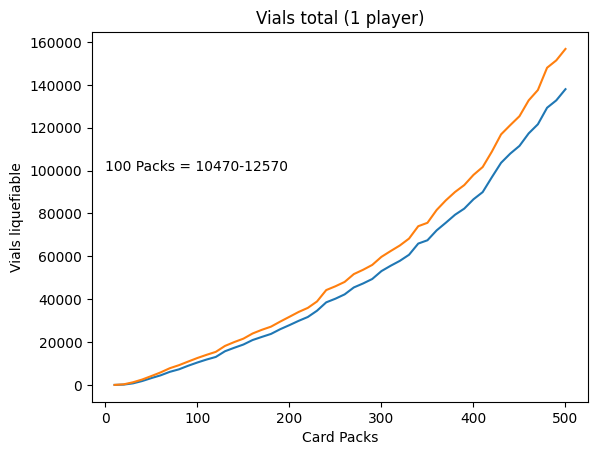 Vials total (1 player)
160000
140000
120000
100000
80000
60000
40000
20000
0
Vials liquefiable
100 Packs = 10470-12570
0 100 200 300 400 500
Card Packs